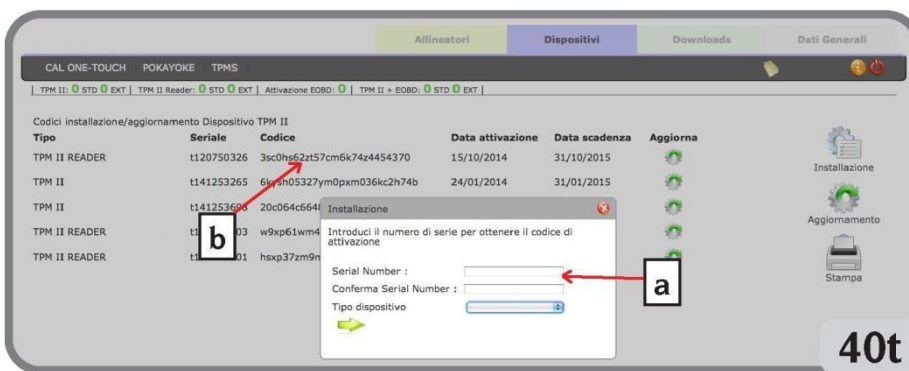 Allineatori Dispositivi Downloads Dati Generali
CAL ONE-TOUCH POKAYOKE TPMS
| TPM II: 0 STD 0 EXT | TPM II Reader: 0 STD 0 EXT | Attivazione EOBD: 0 | TPM II + EOBD: 0 STD 0 EXT |
Codici installazione/aggiornamento Dispositivo TPM II
Tipo Seriale Codice Data attivazione Data scadenza Aggiorna
TPM II READER t120750326 3sc0hs62zt57cm6k74z4454370 15/10/2014 31/10/2015
TPM II t141253265 24/01/2014 31/01/2015
TPM II
TPM II READER
TPM II READER
Installazione
Introduci il numero di serie per ottenere il codice di
attivazione
Serial Number :
Conferma Serial Number :
Tipo dispositivo
Installazione
Aggiornamento
Stampa
b
a
40t